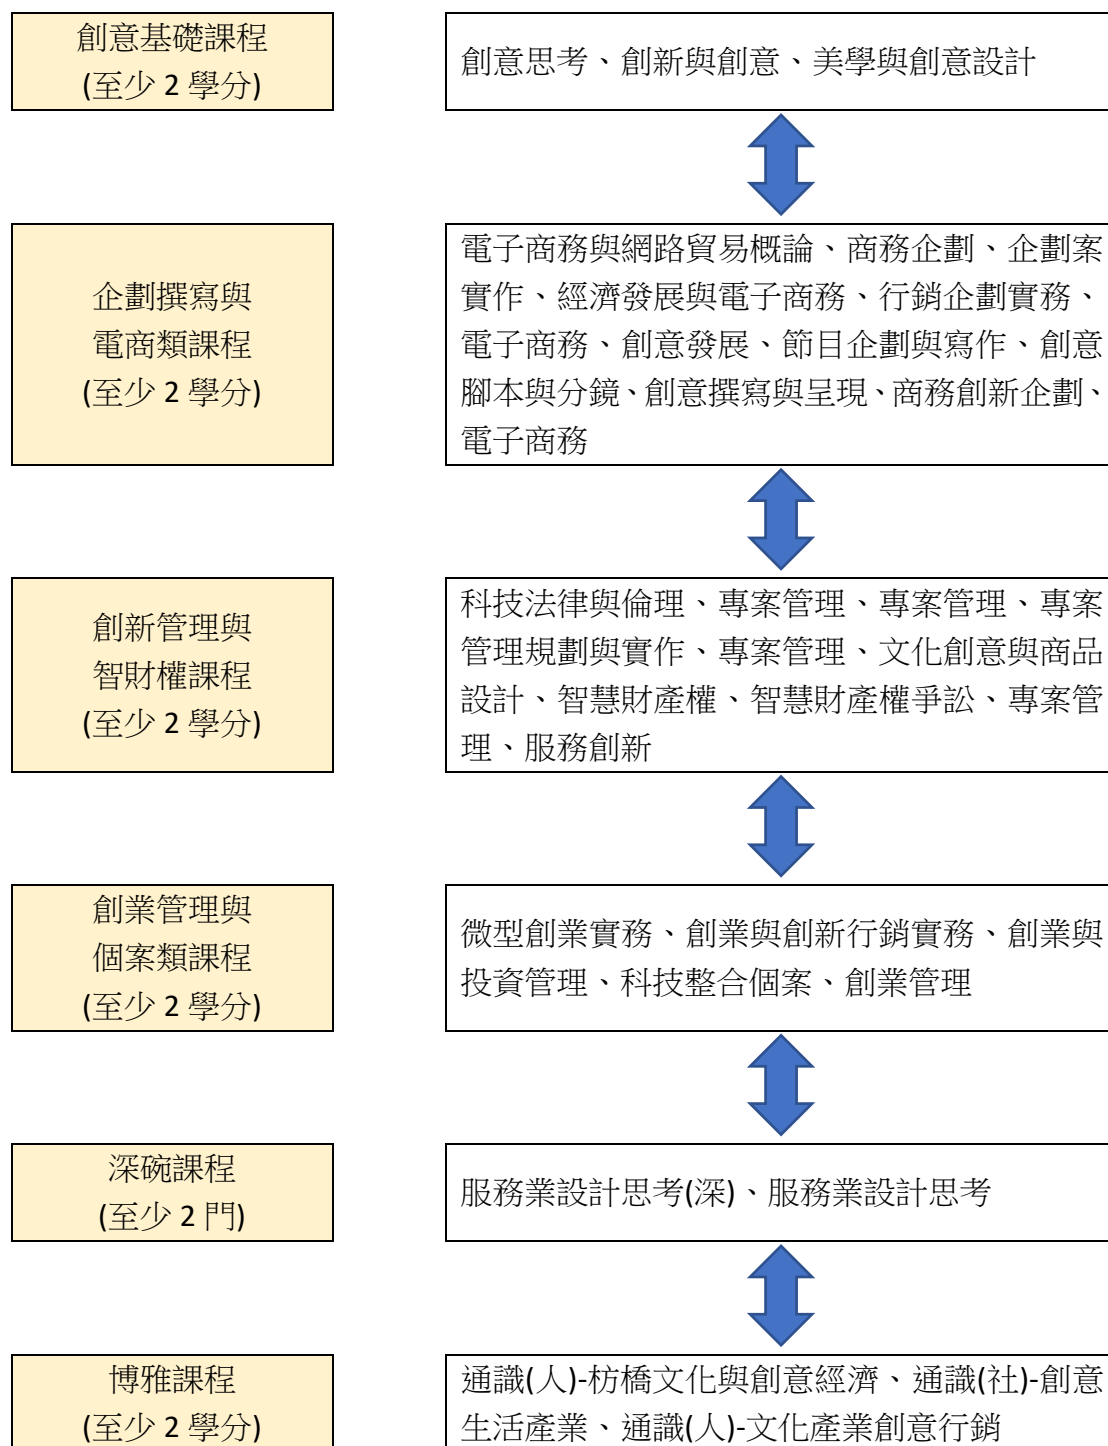 創意基礎課程
(至少 2 學分)
創意思考、創新與創意、美學與創意設計
企劃撰寫與
電商類課程
(至少 2 學分)
電子商務與網路貿易概論、商務企劃、企劃案
實作、經濟發展與電子商務、行銷企劃實務、
電子商務、創意發展、節目企劃與寫作、創意
腳本與分鏡、創意撰寫與呈現、商務創新企劃、
電子商務
創新管理與
智財權課程
(至少 2 學分)
科技法律與倫理、專案管理、專案管理、專案
管理規劃與實作、專案管理、文化創意與商品
設計、智慧財產權、智慧財產權爭訟、專案管
理、服務創新
創業管理與
個案類課程
(至少 2 學分)
微型創業實務、創業與創新行銷實務、創業與
投資管理、科技整合個案、創業管理
深碗課程
(至少 2 門)
服務業設計思考(深)、服務業設計思考
博雅課程
(至少 2 學分)
通識(人)-枋橋文化與創意經濟、通識(社)-創意
生活產業、通識(人)-文化產業創意行銷